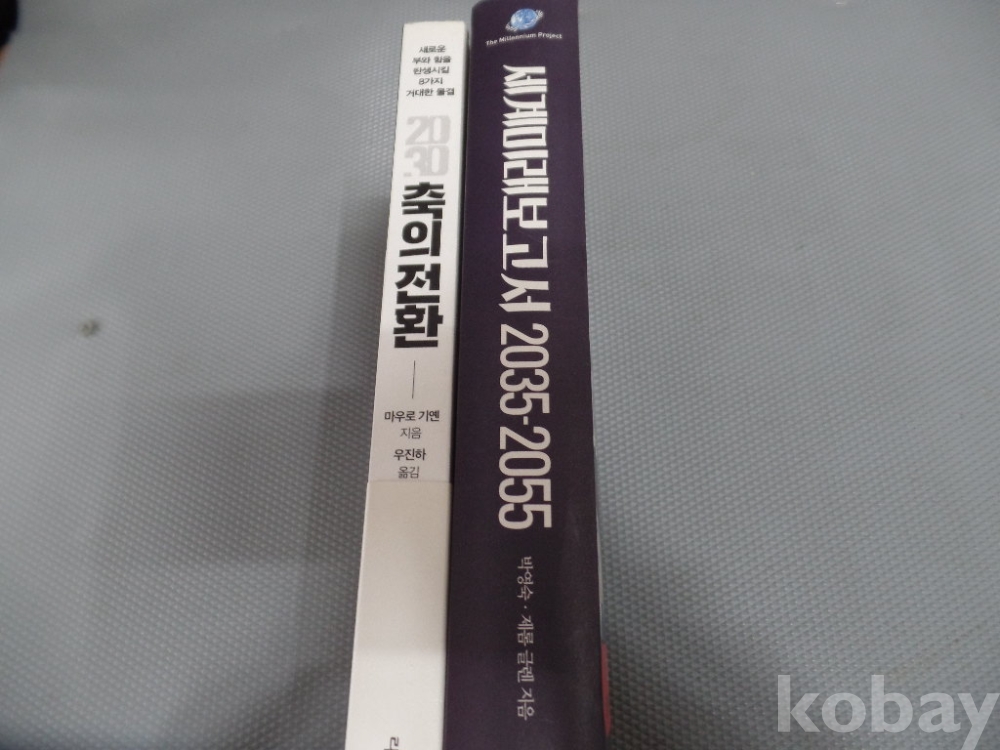 새로운
부와 힘을
탄생시킬
8가지
거대한 물결
20
30
축의 전환
마우로 기옌
지음
우진하
옮김
The Millennium Project
세계미래보고서 2035-2055
박영숙 · 제롬 글렌 지음
kobay